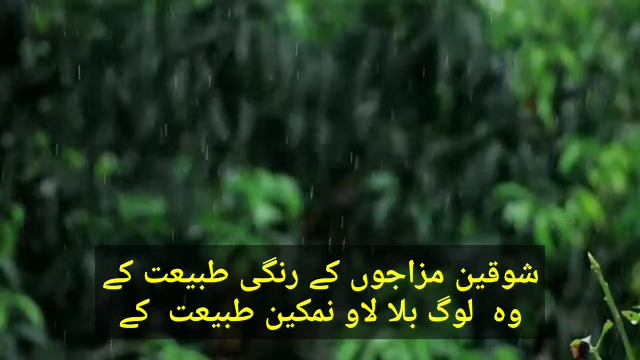 شوقین مزاجوں کے رنگی طبیعت کے
وہ لوگ بلا لاو نمکین طبیعت کے